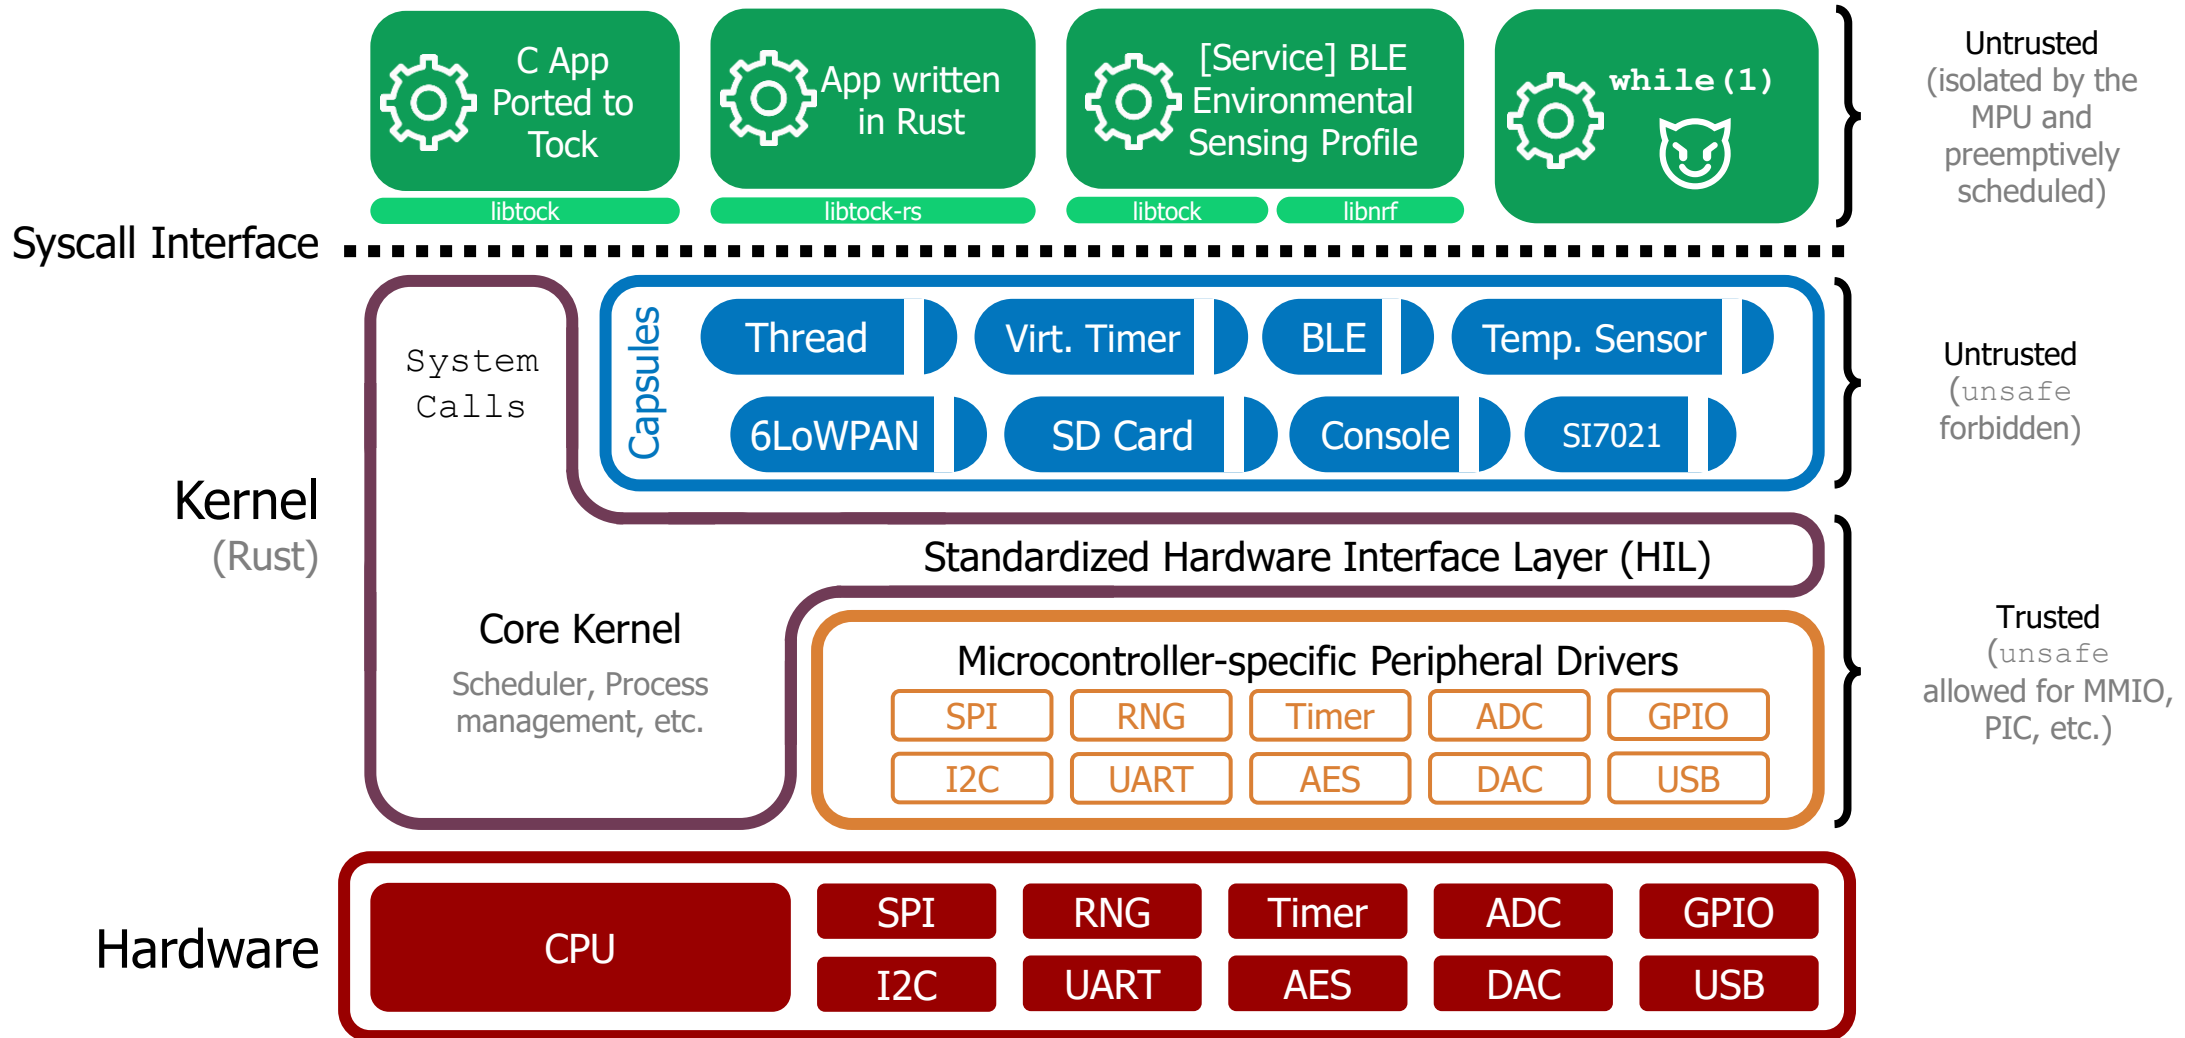 C App
Ported to
Tock
libtock
App written
in Rust
libtock-rs
[Service] BLE
Environmental
Sensing Profile
libtock
libnrf
while(1)
Untrusted
(isolated by the
MPU and
preemptively
scheduled)
Syscall Interface
Kernel
(Rust)
System
Calls
Capsules
Thread
Virt. Timer
BLE
Temp. Sensor
6LoWPAN
SD Card
Console
SI7021
Untrusted
(unsafe
forbidden)
Standardized Hardware Interface Layer (HIL)
Core Kernel
Scheduler, Process
management, etc.
Microcontroller-specific Peripheral Drivers
SPI
RNG
Timer
ADC
GPIO
I2C
UART
AES
DAC
USB
Trusted
(unsafe
allowed for MMIO,
PIC, etc.)
Hardware
CPU
SPI
RNG
Timer
ADC
GPIO
I2C
UART
AES
DAC
USB